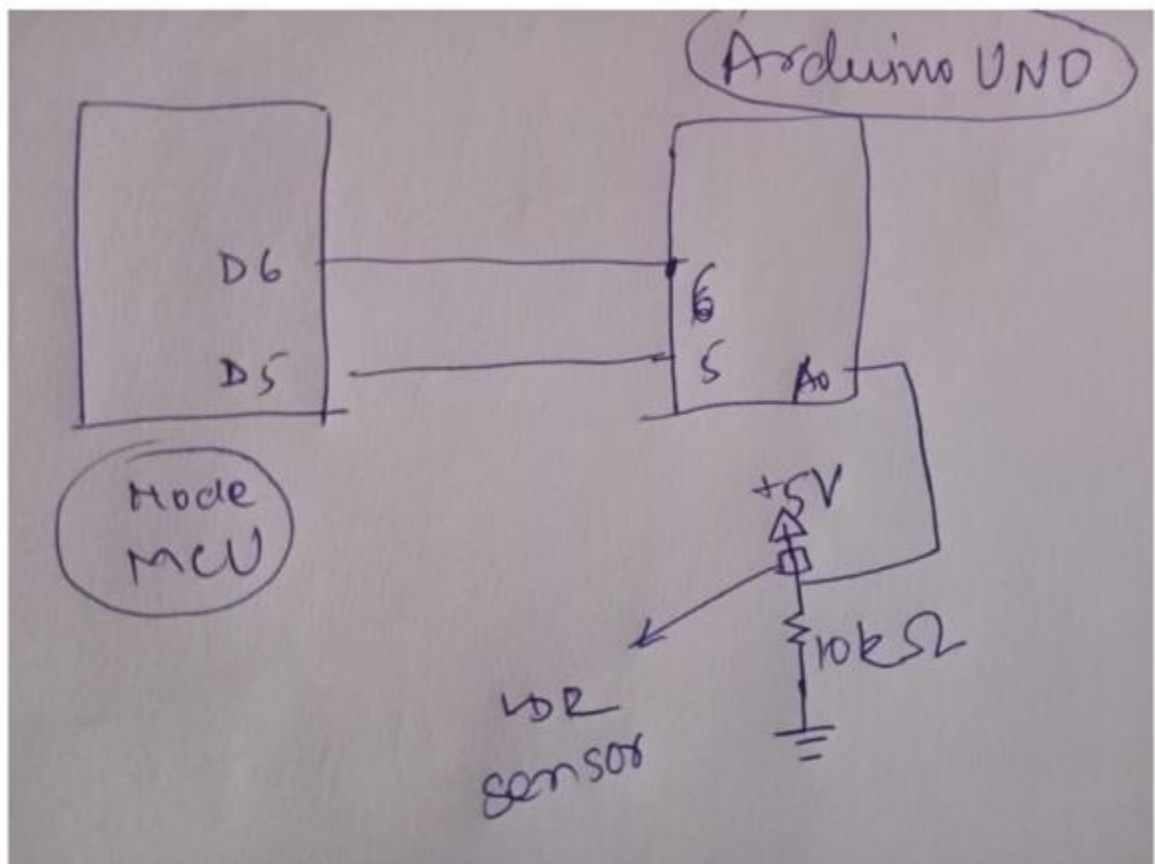 Arduino UNO
D6
6
D5
5
A0
Node
MCU
+5V
10kΩ
LDR
sensor